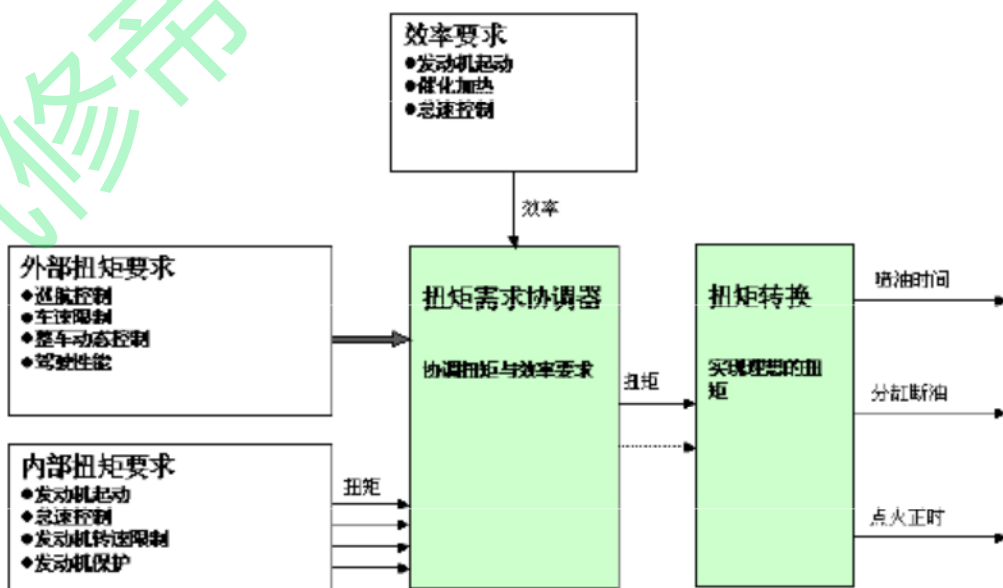 效率要求
●发动机起动
●催化加热
●怠速控制
效率
外部扭矩要求
◆巡航控制
◆车速限制
◆整车动态控制
◆驾驶性能
扭矩需求协调器
协调扭矩与效率要求
扭矩
扭矩转换
实现理想的扭
矩
喷油时间
分缸断油
点火正时
内部扭矩要求
◆发动机起动
◆怠速控制
◆发动机转速限制
◆发动机保护
扭矩
修帝